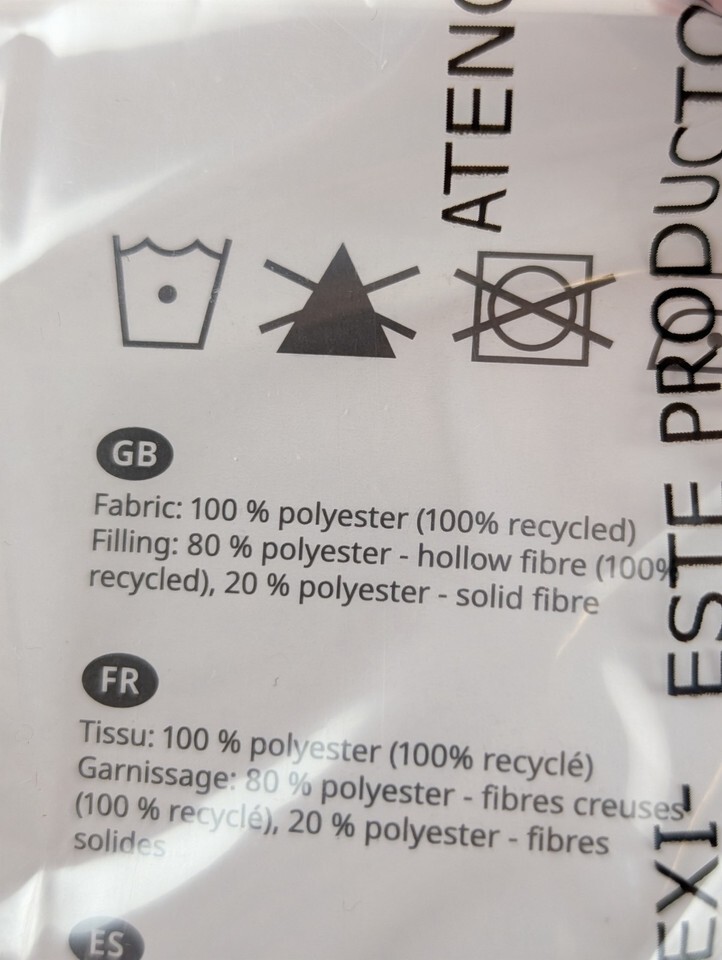 ATENC
ESTE PRODUCTO
GB
Fabric: 100 % polyester (100% recycled)
Filling: 80 % polyester - hollow fibre (100%
recycled), 20 % polyester - solid fibre
FR
Tissu: 100 % polyester (100% recyclé)
Garnissage: 80 % polyester - fibres creuses
(100 % recyclé), 20 % polyester - fibres
solides
ES